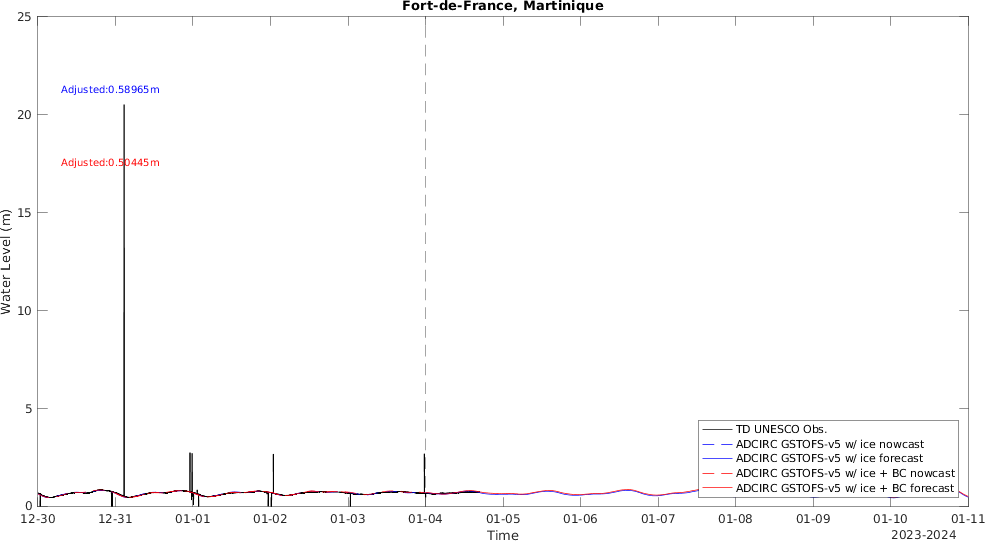 Fort-de-France, Martinique
25
20
15
10
5
0
Water Level (m)
Adjusted:0.58965m
Adjusted:0.50445m
TD UNESCO Obs.
ADCIRC GSTOFS-v5 w/ ice nowcast
ADCIRC GSTOFS-v5 w/ ice forecast
ADCIRC GSTOFS-v5 w/ ice + BC nowcast
ADCIRC GSTOFS-v5 w/ ice + BC forecast
12-30 12-31 01-01 01-02 01-03 01-04 01-05 01-06 01-07 01-08 01-09 01-10 01-11
Time
2023-2024